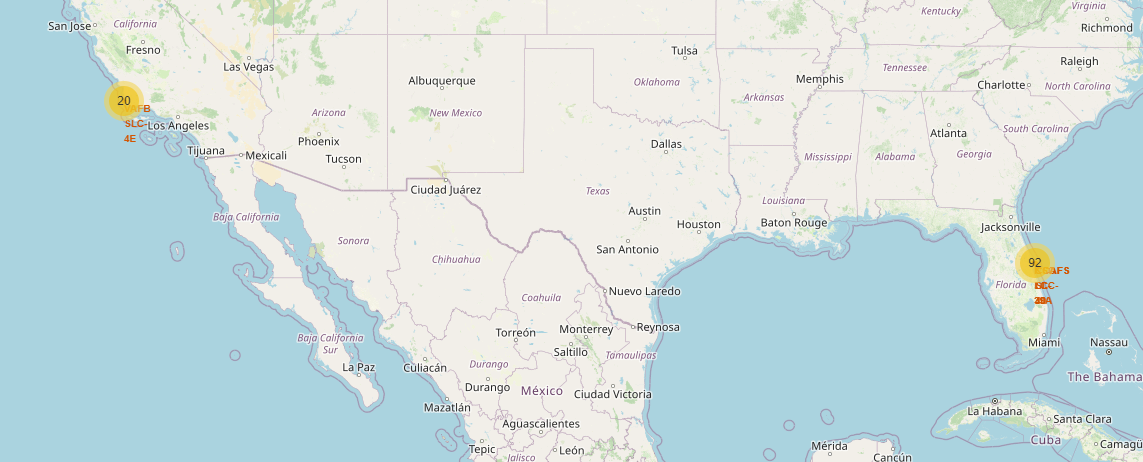 San Jose
California
Fresno
Las Vegas
20
AFB
SLC-
4E
Los Angeles
Tijuana
Mexicali
Arizona
Phoenix
Tucson
Albuquerque
New Mexico
Ciudad Juárez
Tulsa
Oklahoma
Dallas
Texas
Austin
Houston
San Antonio
Memphis
Arkansas
Mississippi
Louisiana
Baton Rouge
Kentucky
Tennessee
Alabama
Virginia
Richmond
Raleigh
Charlotte
North Carolina
Atlanta
South Carolina
Georgia
Jacksonville
92
AFS
Florida
Miami
Nassau
The Bahama
Baja California
Sonora
Chihuahua
Coahuila
Nuevo Laredo
Baja California
Sur
La Paz
Culiacán
Torreón
Monterrey
Reynosa
Saltillo
Tamaulipas
Durango
Durango
México
Ciudad Victoria
Mazatlán
Aguascalientes
Tepic
León
Jalisco
Mérida
Cancún
La Habana
Santa Clara
Cuba
Camagü